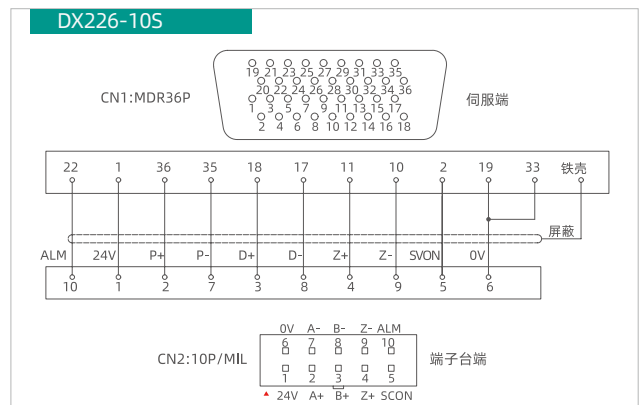 DX226-10S
19 21 23 25 27 29 31 33 35
20 22 24 26 28 30 32 34 36
CN1:MDR36P
伺服端
1 3 5 7 9 11 13 15 17
2 4 6 8 10 12 14 16 18
22 1 36 35 18 17 11 10 2 19 33 铁壳
屏蔽
ALM 24V P+ P- D+ D- Z+ Z- SVON 0V
10 1 2 7 3 8 4 9 5 6
0V A- B- Z- ALM
6 7 8 9 10
CN2:10P/MIL
端子台端
1 2 3 4 5
24V A+ B+ Z+ SCON